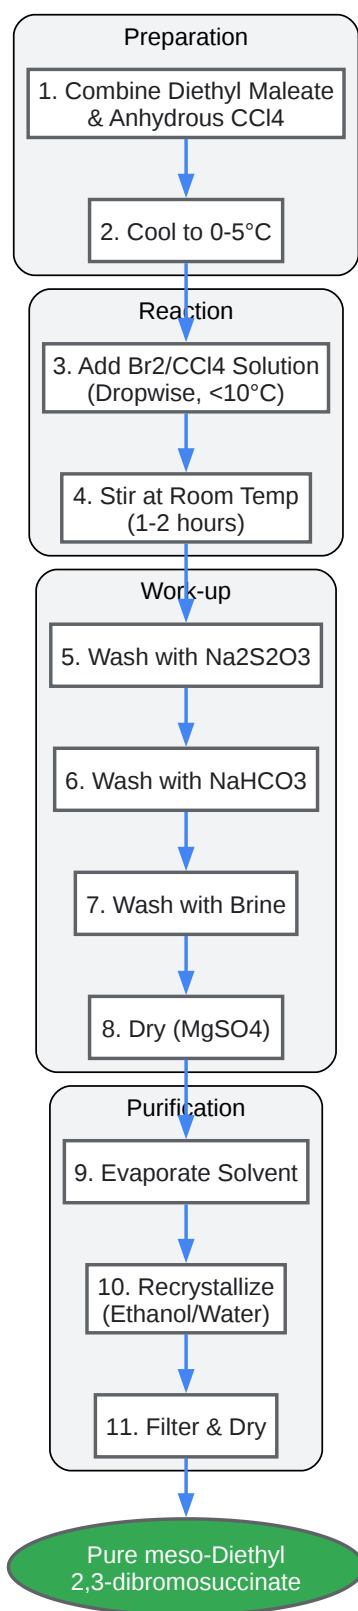 Preparation
1. Combine Diethyl Maleate
& Anhydrous CCl4
2. Cool to 0-5°C
Reaction
3. Add Br2/CCl4 Solution
(Dropwise, <10°C)
4. Stir at Room Temp
(1-2 hours)
Work-up
5. Wash with Na2S2O3
6. Wash with NaHCO3
7. Wash with Brine
8. Dry (MgSO4)
Purification
9. Evaporate Solvent
10. Recrystallize
(Ethanol/Water)
11. Filter & Dry
Pure meso-Diethyl
2,3-dibromosuccinate